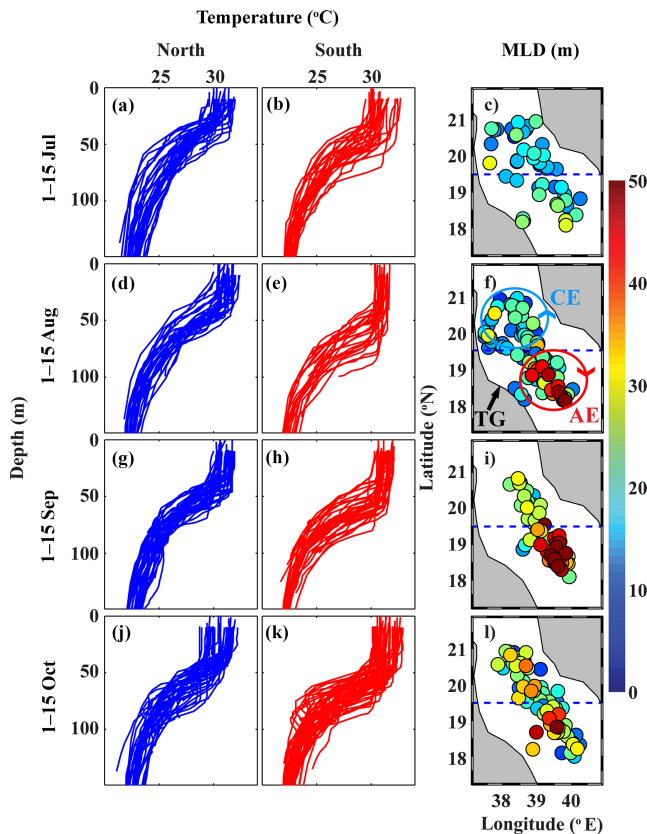 Temperature (°C)
North South MLD (m)
25 30 25 30
0
50
100
1–15 Jul
(a) (b) c)
21
20
19
18
0
50
100
1–15 Aug
(d) (e) f)
CE
AE
TG
21
20
19
18
0
50
100
1–15 Sep
(g) (h) i)
21
20
19
18
0
50
100
1–15 Oct
(j) (k) l)
21
20
19
18
38 39 40
Depth (m)
Latitude (°N)
Longitude (°E)
50
40
30
20
10
0